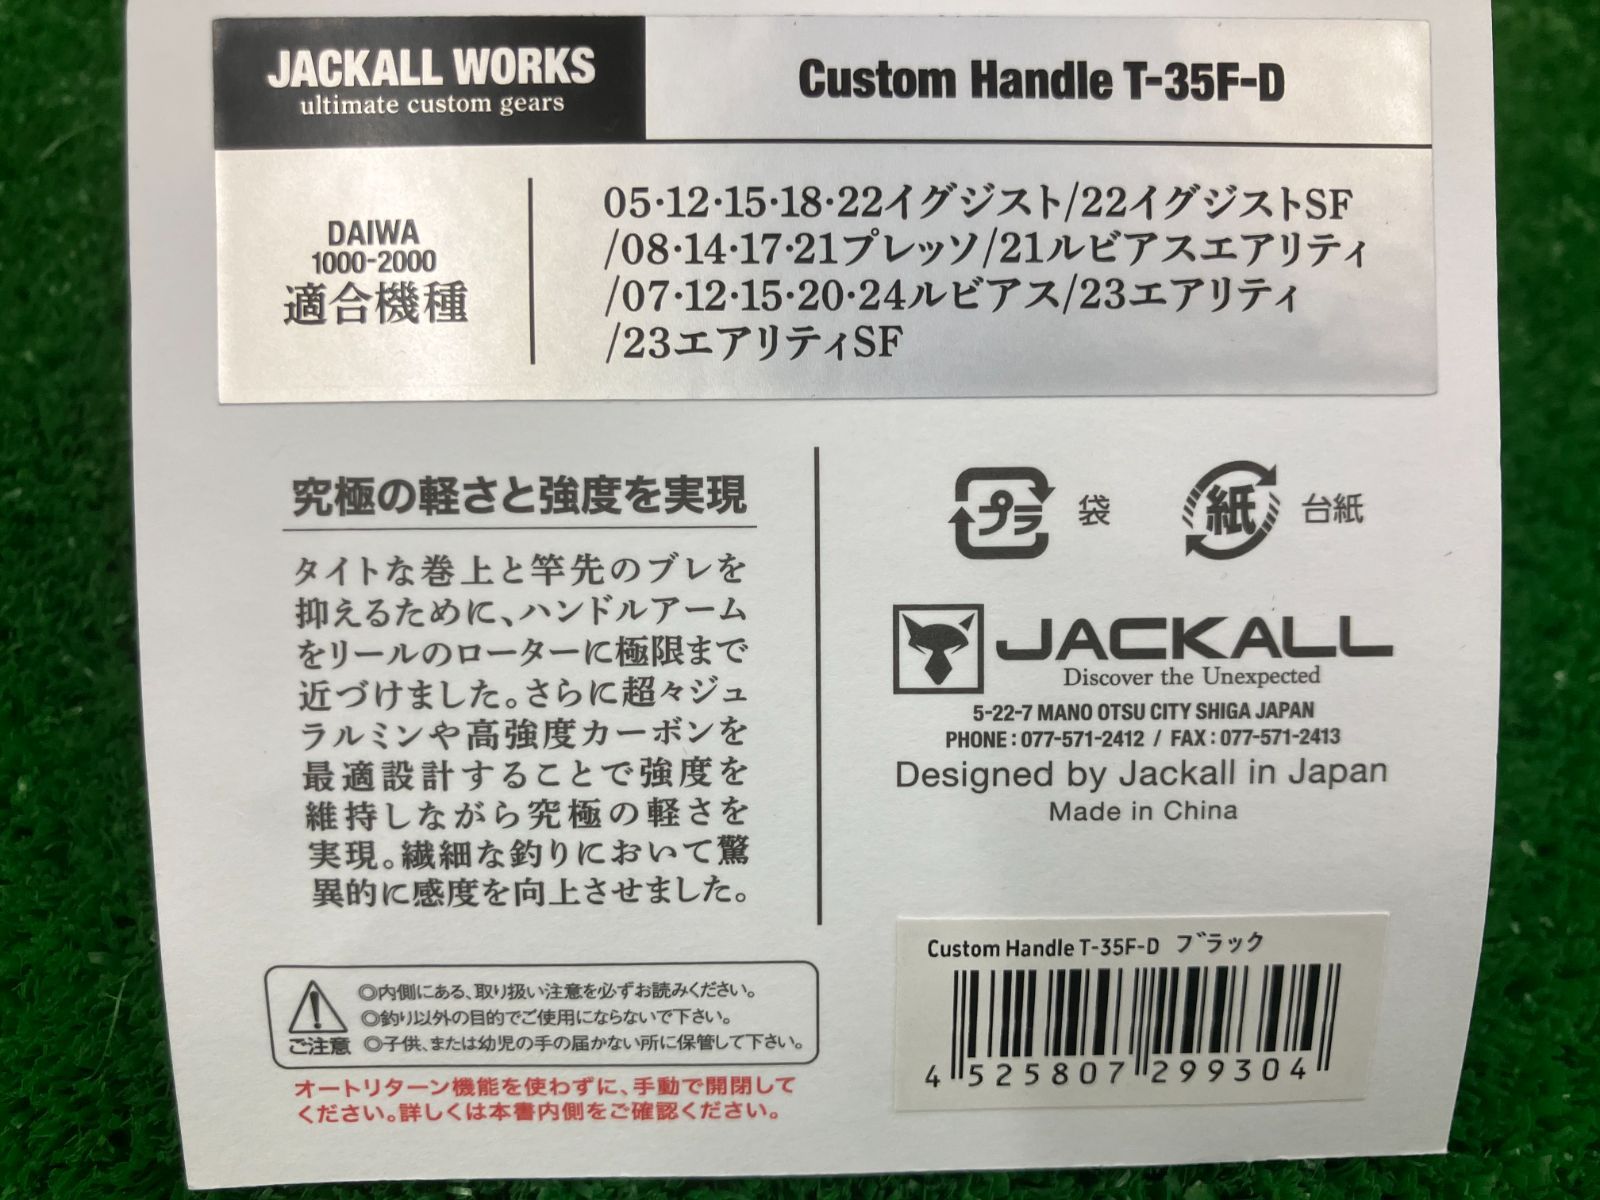 JACKALL WORKS
ultimate custom gears
Custom Handle T-35F-D
DAIWA
1000-2000
適合機種
05・12・15・18・22イグジスト/22イグジストSF
/08・14・17・21プレッソ/21ルビアスエアリティ
/07・12・15・20・24ルビアス/23エアリティ
/23エアリティSF
究極の軽さと強度を実現
タイトな巻上と竿先のブレを
抑えるために、ハンドルアーム
をリールのローターに極限まで
近づけました。さらに超々ジュ
ラルミンや高強度カーボンを
最適設計することで強度を
維持しながら究極の軽さを
実現。繊細な釣りにおいて驚
異的に感度を向上させました。
ご注意
◎内側にある、取り扱い注意を必ずお読みください。
◎釣り以外の目的でご使用にならないで下さい。
◎子供、または幼児の手の届かない所に保管して下さい。
オートリターン機能を使わずに、手動で開閉して
ください。詳しくは本書内側をご確認ください。
プラ 袋
紙 台紙
JACKALL
Discover the Unexpected
5-22-7 MANO OTSU CITY SHIGA JAPAN
PHONE : 077-571-2412 / FAX : 077-571-2413
Designed by Jackall in Japan
Made in China
Custom Handle T-35F-D ブラック
4 525807 299304